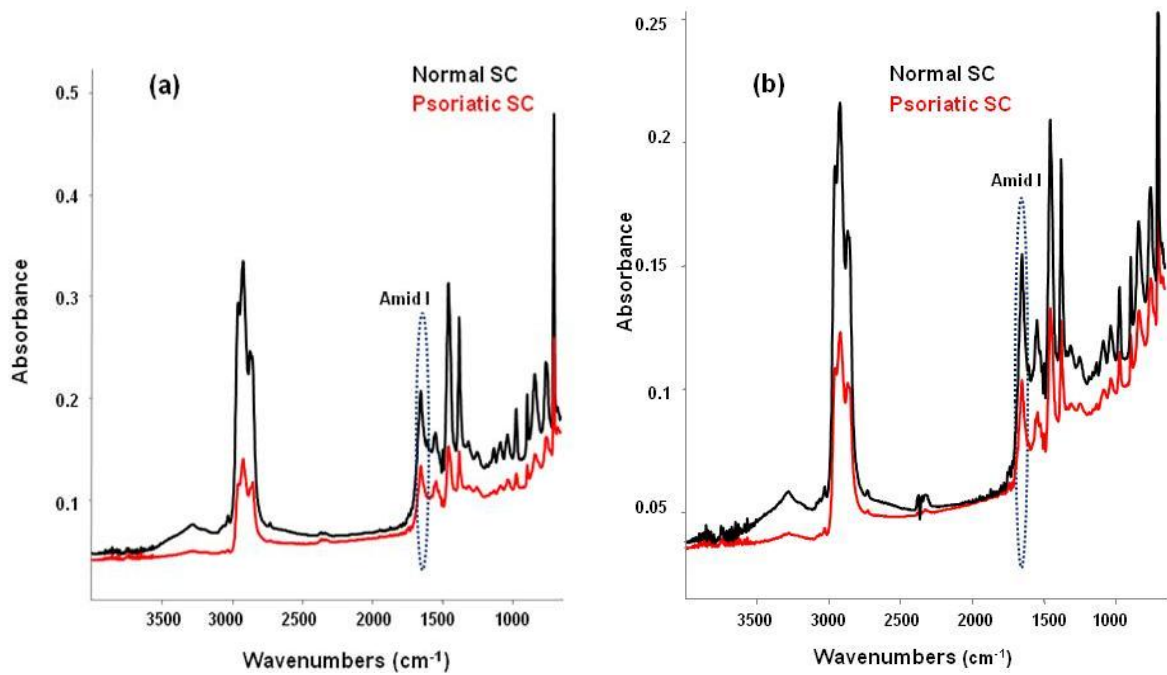 (a)
Normal SC
Psoriatic SC
Amid I
0.5
0.4
0.3
0.2
0.1
Absorbance
3500 3000 2500 2000 1500 1000
Wavenumbers (cm⁻¹)
(b)
Normal SC
Psoriatic SC
Amid I
0.25
0.2
0.15
0.1
0.05
Absorbance
3500 3000 2500 2000 1500 1000
Wavenumbers (cm⁻¹)